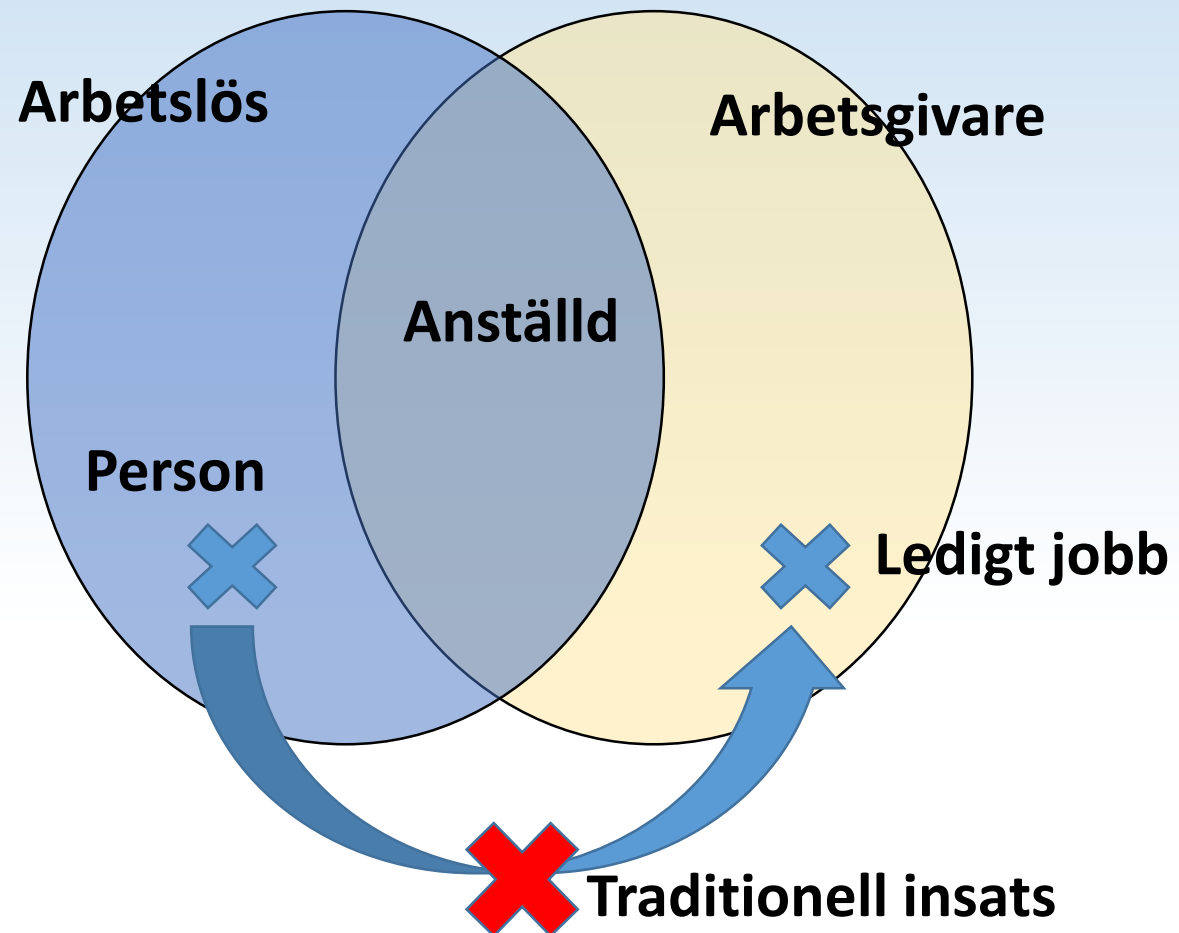 Arbetslös
Arbetsgivare
Anställd
Person
Ledigt jobb
Traditionell insats